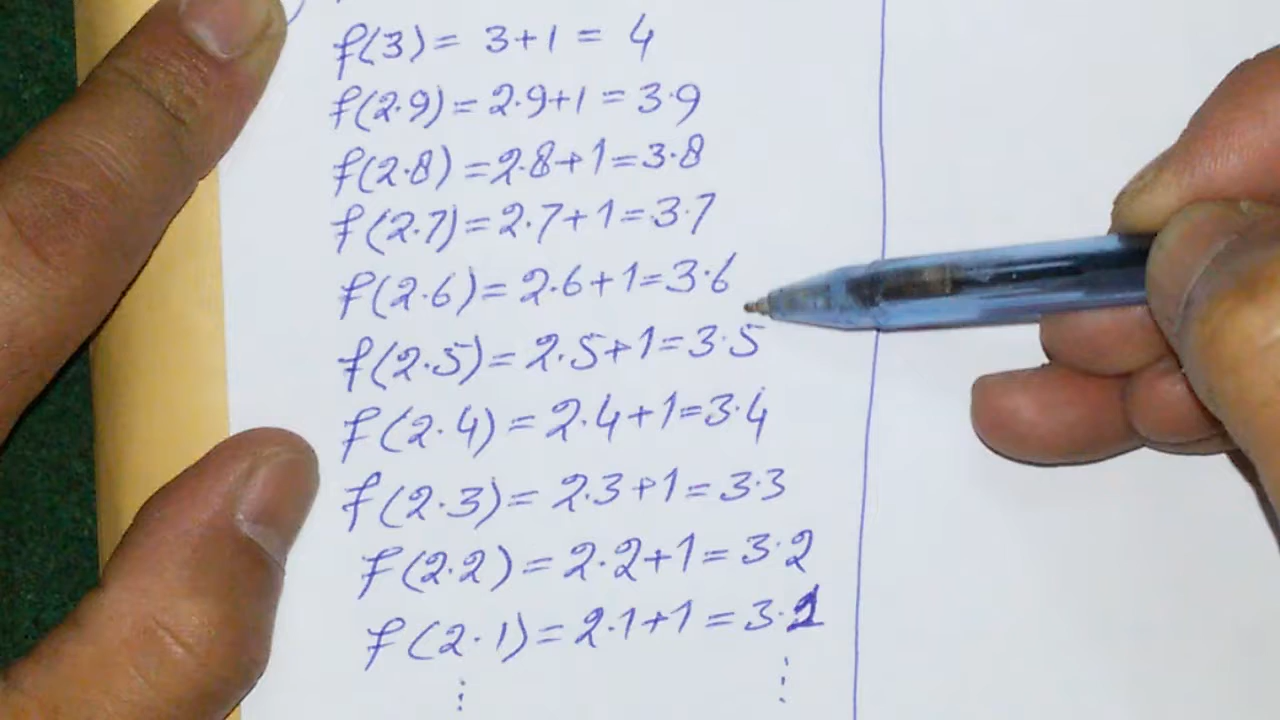 f(3) = 3+1 = 4
f(2.9) = 2.9+1 = 3.9
f(2.8) = 2.8+1 = 3.8
f(2.7) = 2.7+1 = 3.7
f(2.6) = 2.6+1 = 3.6
f(2.5) = 2.5+1 = 3.5
f(2.4) = 2.4+1 = 3.4
f(2.3) = 2.3+1 = 3.3
f(2.2) = 2.2+1 = 3.2
f(2.1) = 2.1+1 = 3.1
⋮ ⋮